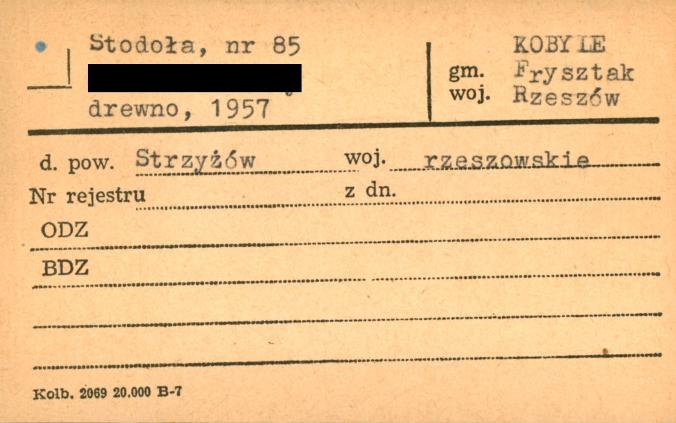 Stodoła, nr 85
drewno, 1957
KOBYLE
gm. Frysztak
woj. Rzeszów
d. pow. Strzyżów woj. rzeszowskie
Nr rejestru z dn.
ODZ
BDZ
Kolb. 2069 20.000 B-7